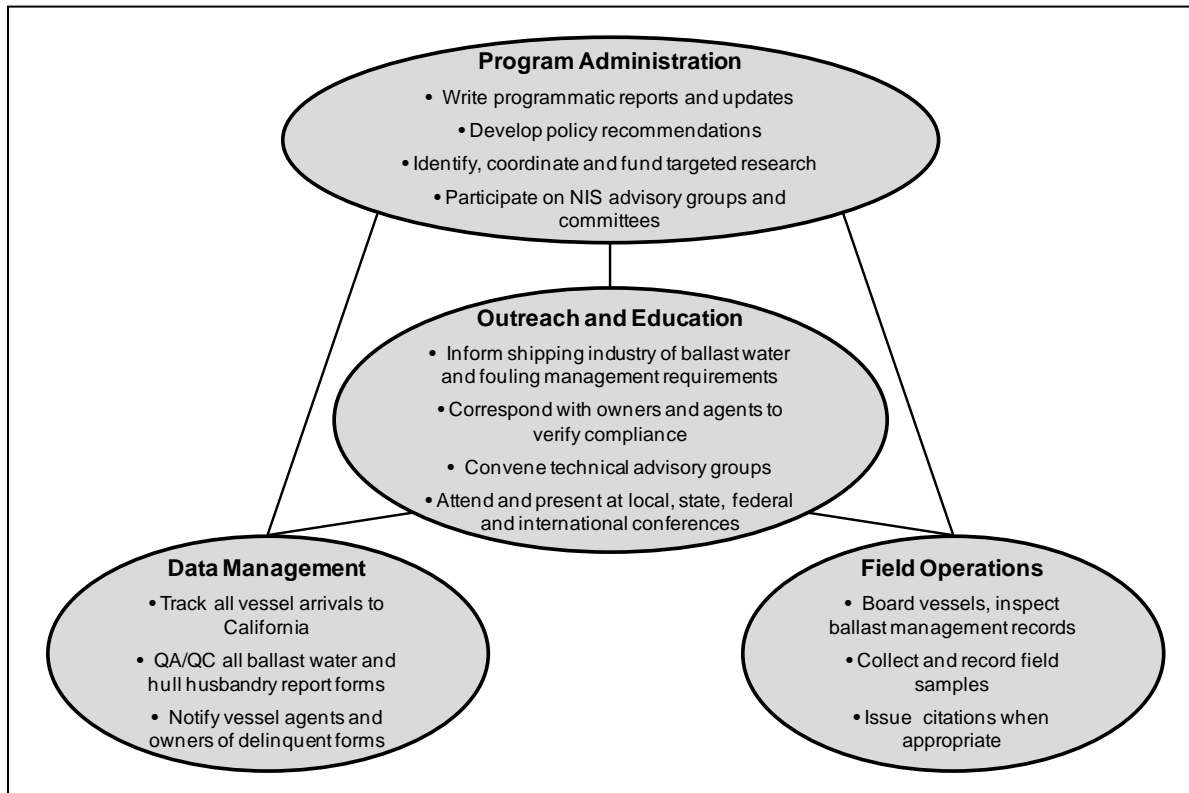 Program Administration
• Write programmatic reports and updates
• Develop policy recommendations
• Identify, coordinate and fund targeted research
• Participate on NIS advisory groups and
committees
Outreach and Education
• Inform shipping industry of ballast water
and fouling management requirements
• Correspond with owners and agents to
verify compliance
• Convene technical advisory groups
• Attend and present at local, state, federal
and international conferences
Data Management
• Track all vessel arrivals to
California
• QA/QC all ballast water and
hull husbandry report forms
• Notify vessel agents and
owners of delinquent forms
Field Operations
• Board vessels, inspect
ballast management records
• Collect and record field
samples
• Issue citations when
appropriate